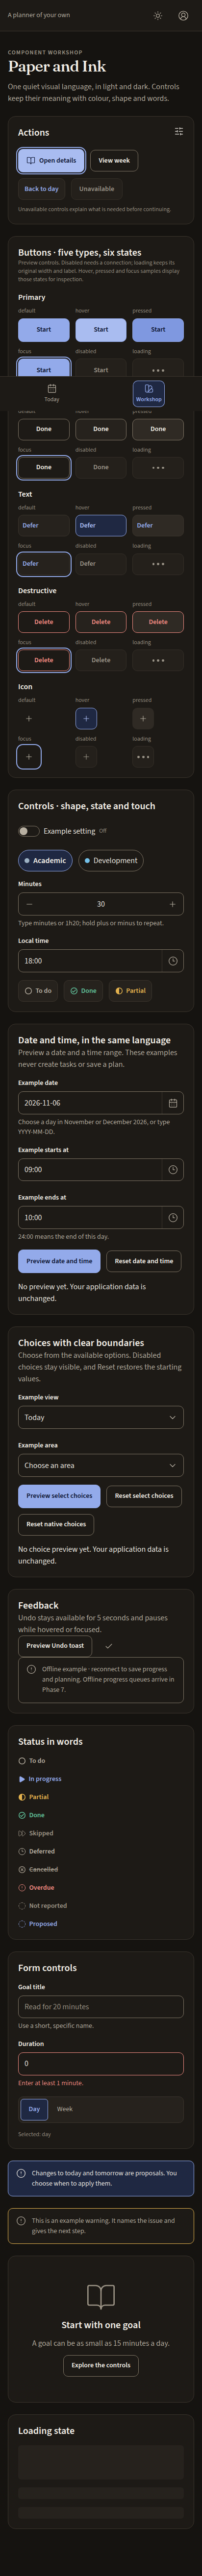 A planner of your own
COMPONENT WORKSHOP
Paper and Ink
One quiet visual language, in light and dark. Controls
keep their meaning with colour, shape and words.
Actions
Open details
View week
Back to day
Unavailable
Unavailable controls explain what is needed before continuing.
Buttons · five types, six states
Preview controls. Disabled needs a connection; loading keeps its
original width and label. Hover, pressed and focus samples display
those states for inspection.
Primary
default hover pressed
Start Start Start
focus disabled loading
Start Start
Today Workshop
default hover pressed
Done Done Done
focus disabled loading
Done Done
Text
default hover pressed
Defer Defer Defer
focus disabled loading
Defer Defer
Destructive
default hover pressed
Delete Delete Delete
focus disabled loading
Delete Delete
Icon
default hover pressed
focus disabled loading
Controls · shape, state and touch
Example setting Off
Academic Development
Minutes
30
Type minutes or 1h20; hold plus or minus to repeat.
Local time
18:00
To do Done Partial
Date and time, in the same language
Preview a date and a time range. These examples
never create tasks or save a plan.
Example date
2026-11-06
Choose a day in November or December 2026, or type
YYYY-MM-DD.
Example starts at
09:00
Example ends at
10:00
24:00 means the end of this day.
Preview date and time Reset date and time
No preview yet. Your application data is
unchanged.
Choices with clear boundaries
Choose from the available options. Disabled
choices stay visible, and Reset restores the starting
values.
Example view
Today
Example area
Choose an area
Preview select choices Reset select choices
Reset native choices
No choice preview yet. Your application data is
unchanged.
Feedback
Undo stays available for 5 seconds and pauses
while hovered or focused.
Preview Undo toast
Offline example · reconnect to save progress
and planning. Offline progress queues arrive in
Phase 7.
Status in words
To do
In progress
Partial
Done
Skipped
Deferred
Cancelled
Overdue
Not reported
Proposed
Form controls
Goal title
Read for 20 minutes
Use a short, specific name.
Duration
0
Enter at least 1 minute.
Day Week
Selected: day
Changes to today and tomorrow are proposals. You
choose when to apply them.
This is an example warning. It names the issue and
gives the next step.
Start with one goal
A goal can be as small as 15 minutes a day.
Explore the controls
Loading state